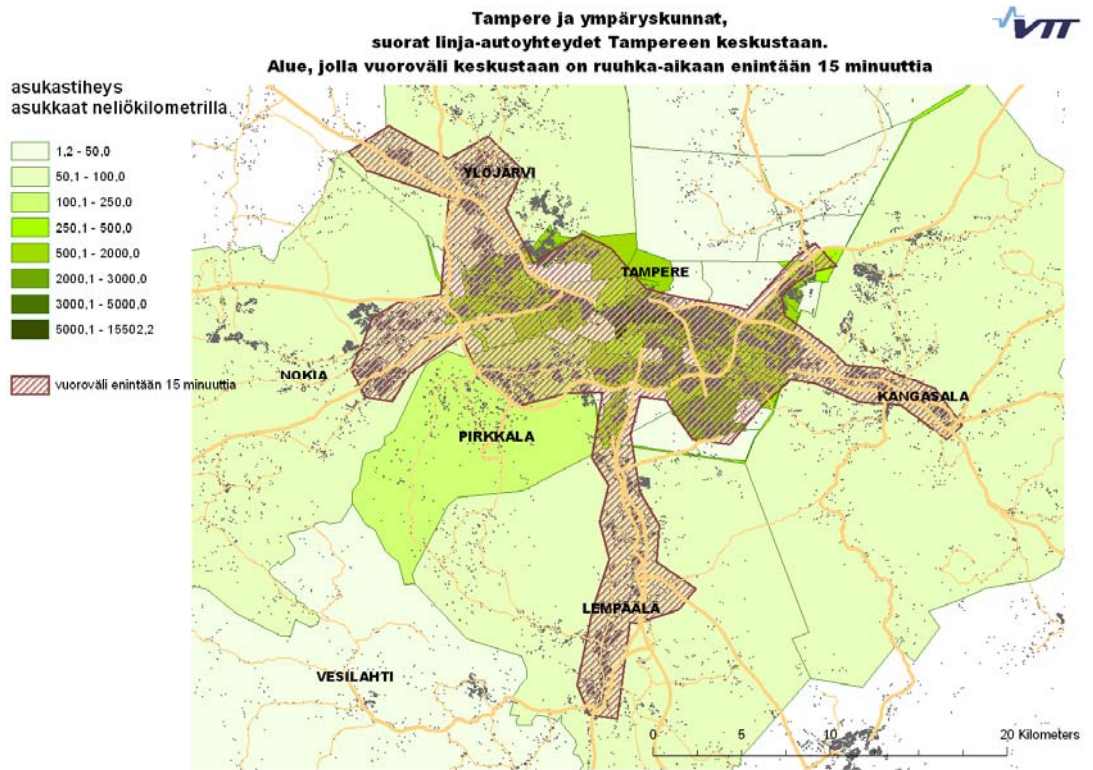 Tampere ja ympäryskunnat,
suorat linja-autoyhteydet Tampereen keskustaan.
Alue, jolla vuoroväli keskustaan on ruuhka-aikaan enintään 15 minuuttia
VTT
asukastiheys
asukkaat neliökilometrilla
1,2 - 50,0
50,1 - 100,0
100,1 - 250,0
250,1 - 500,0
500,1 - 2000,0
2000,1 - 3000,0
3000,1 - 5000,0
5000,1 - 15502,2
vuoroväli enintään 15 minuuttia
YLÖJÄRVI
TAMPERE
NOKIA
KANGASALA
PIRKKALA
LEMPÄÄLÄ
VESILAHTI
0 5 10 20 Kilometers